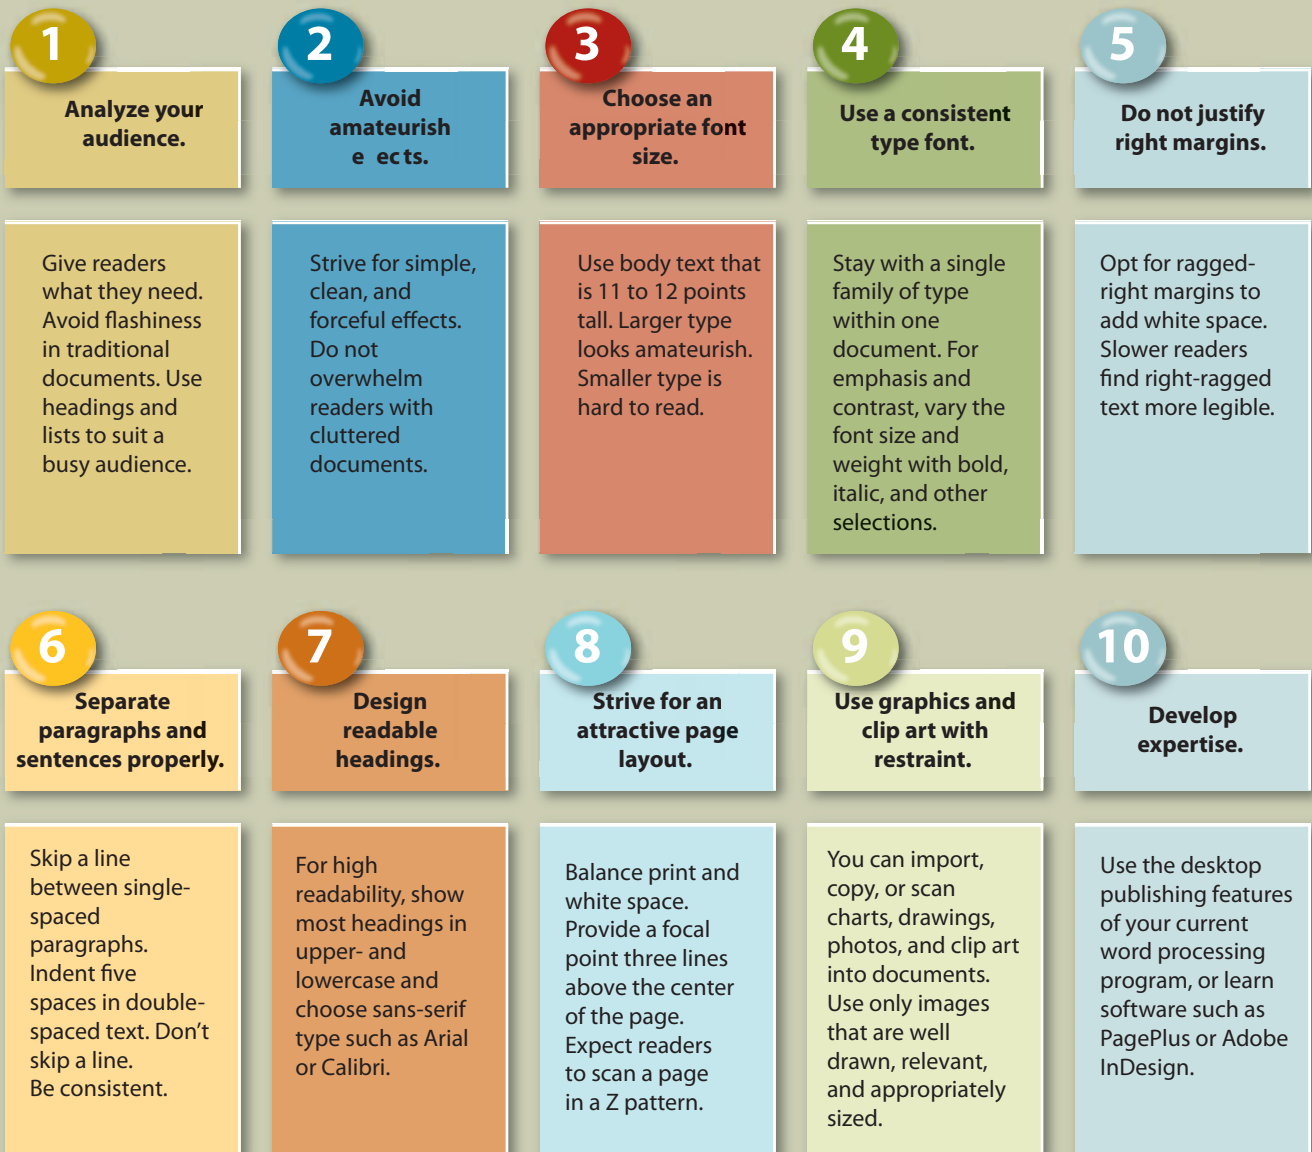 1
Analyze your
audience.
Give readers
what they need.
Avoid flashiness
in traditional
documents. Use
headings and
lists to suit a
busy audience.
2
Avoid
amateurish
e ects.
Strive for simple,
clean, and
forceful effects.
Do not
overwhelm
readers with
cluttered
documents.
3
Choose an
appropriate font
size.
Use body text that
is 11 to 12 points
tall. Larger type
looks amateurish.
Smaller type is
hard to read.
4
Use a consistent
type font.
Stay with a single
family of type
within one
document. For
emphasis and
contrast, vary the
font size and
weight with bold,
italic, and other
selections.
5
Do not justify
right margins.
Opt for ragged-
right margins to
add white space.
Slower readers
find right-ragged
text more legible.
6
Separate
paragraphs and
sentences properly.
Skip a line
between single-
spaced
paragraphs.
Indent five
spaces in double-
spaced text. Don’t
skip a line.
Be consistent.
7
Design
readable
headings.
For high
readability, show
most headings in
upper- and
lowercase and
choose sans-serif
type such as Arial
or Calibri.
8
Strive for an
attractive page
layout.
Balance print and
white space.
Provide a focal
point three lines
above the center
of the page.
Expect readers
to scan a page
in a Z pattern.
9
Use graphics and
clip art with
restraint.
You can import,
copy, or scan
charts, drawings,
photos, and clip art
into documents.
Use only images
that are well
drawn, relevant,
and appropriately
sized.
10
Develop
expertise.
Use the desktop
publishing features
of your current
word processing
program, or learn
software such as
PagePlus or Adobe
InDesign.